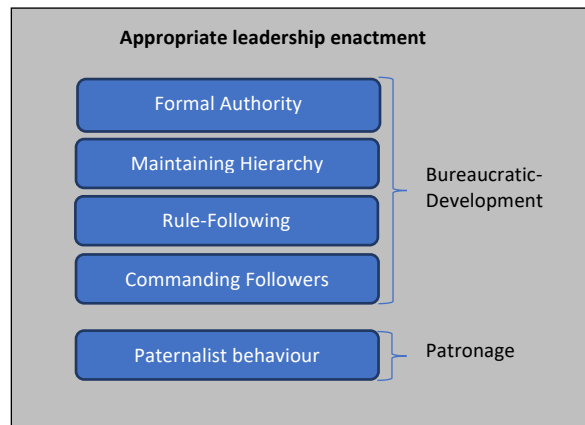 Appropriate leadership enactment
Formal Authority
Maintaining Hierarchy
Rule-Following
Commanding Followers
Bureaucratic-
Development
Paternalist behaviour
Patronage